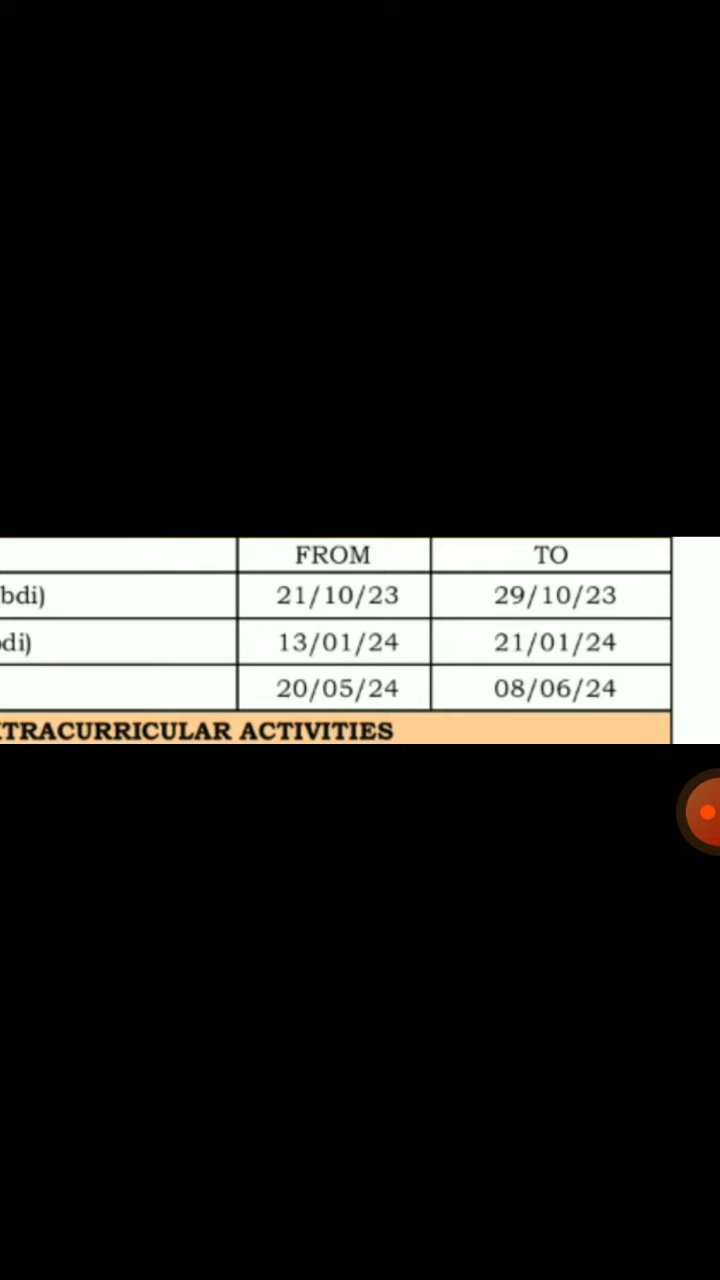 FROM TO
bdi) 21/10/23 29/10/23
di) 13/01/24 21/01/24
20/05/24 08/06/24
TRACURRICULAR ACTIVITIES